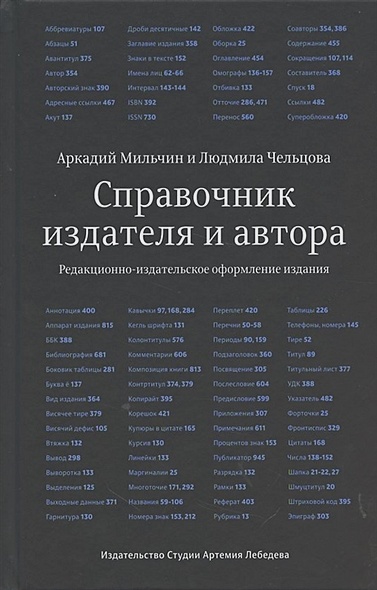 Аббревиатуры 107 Дроби десятичные 142 Обложка 422 Соавторы 354, 386
Абзацы 51 Заглавие издания 358 Оборка 25 Содержание 455
Авантитул 375 Знаки в тексте 152 Оглавление 454 Сокращения 107, 114
Автор 354 Имена лиц 62–66 Омографы 136–157 Составитель 368
Авторский знак 390 Интервал 143–144 Отбивка 133 Спуск 18
Адресные ссылки 467 ISBN 392 Отточие 286, 471 Ссылки 482
Акут 137 ISSN 730 Перенос 560 Суперобложка 420
Аркадий Мильчин и Людмила Чельцова
Справочник
издателя и автора
Редакционно-издательское оформление издания
Аннотация 400 Кавычки 97, 168, 284 Переплет 420 Таблицы 226
Аппарат издания 815 Кегль шрифта 131 Перечни 50–58 Телефоны, номера 145
ББК 388 Колонтитулы 576 Периоды 90, 159 Тире 52
Библиография 681 Комментарии 606 Подзаголовок 360 Титул 89
Боковик таблицы 281 Композиция книги 813 Посвящение 305 Титульный лист 377
Буква ё 137 Контртитул 374, 379 Послесловие 604 УДК 388
Вид издания 364 Копирайт 395 Предисловие 599 Указатель 482
Висячее тире 379 Корешок 421 Приложения 307 Форточки 25
Висячий дефис 105 Купюры в цитате 165 Примечания 611 Фронтиспис 329
Втяжка 132 Курсив 130 Процентов знак 153 Цитаты 168
Вывод 298 Линейки 133 Публикатор 945 Числа 138–152
Выворотка 133 Маргиналии 25 Разрядка 132 Шапка 21–22, 27
Выделения 125 Многоточие 171, 292 Рамки 133 Шмуцтитул 20
Выходные данные 371 Названия 59–106 Реферат 403 Штриховой код 395
Гарнитура 130 Номера знак 153, 212 Рубрика 13 Эпиграф 303
Издательство Студии Артемия Лебедева